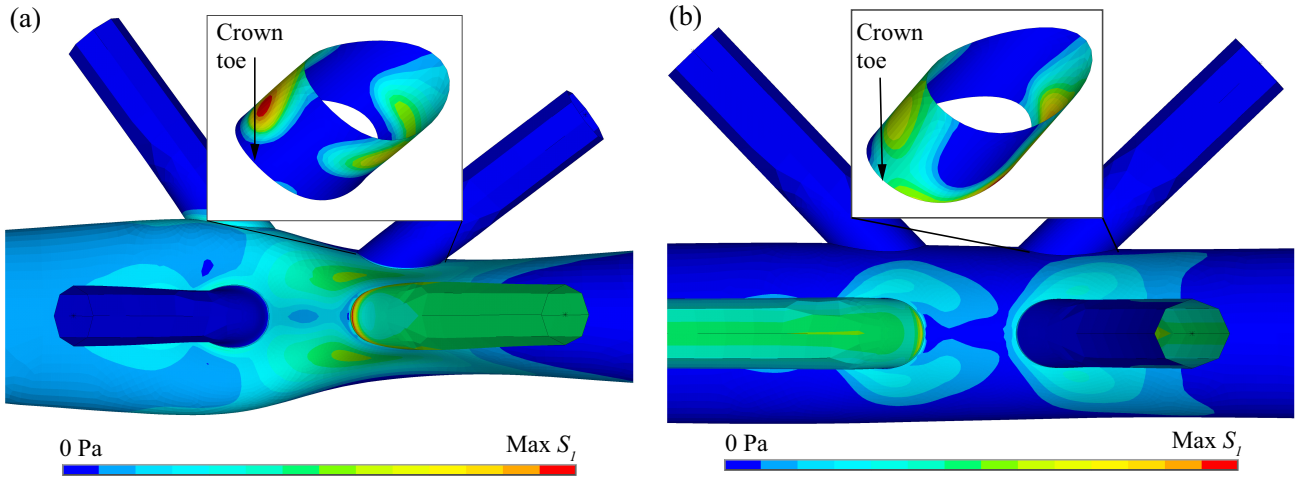 (a)
Crown
toe
0 Pa
Max S₁
(b)
Crown
toe
0 Pa
Max S₁